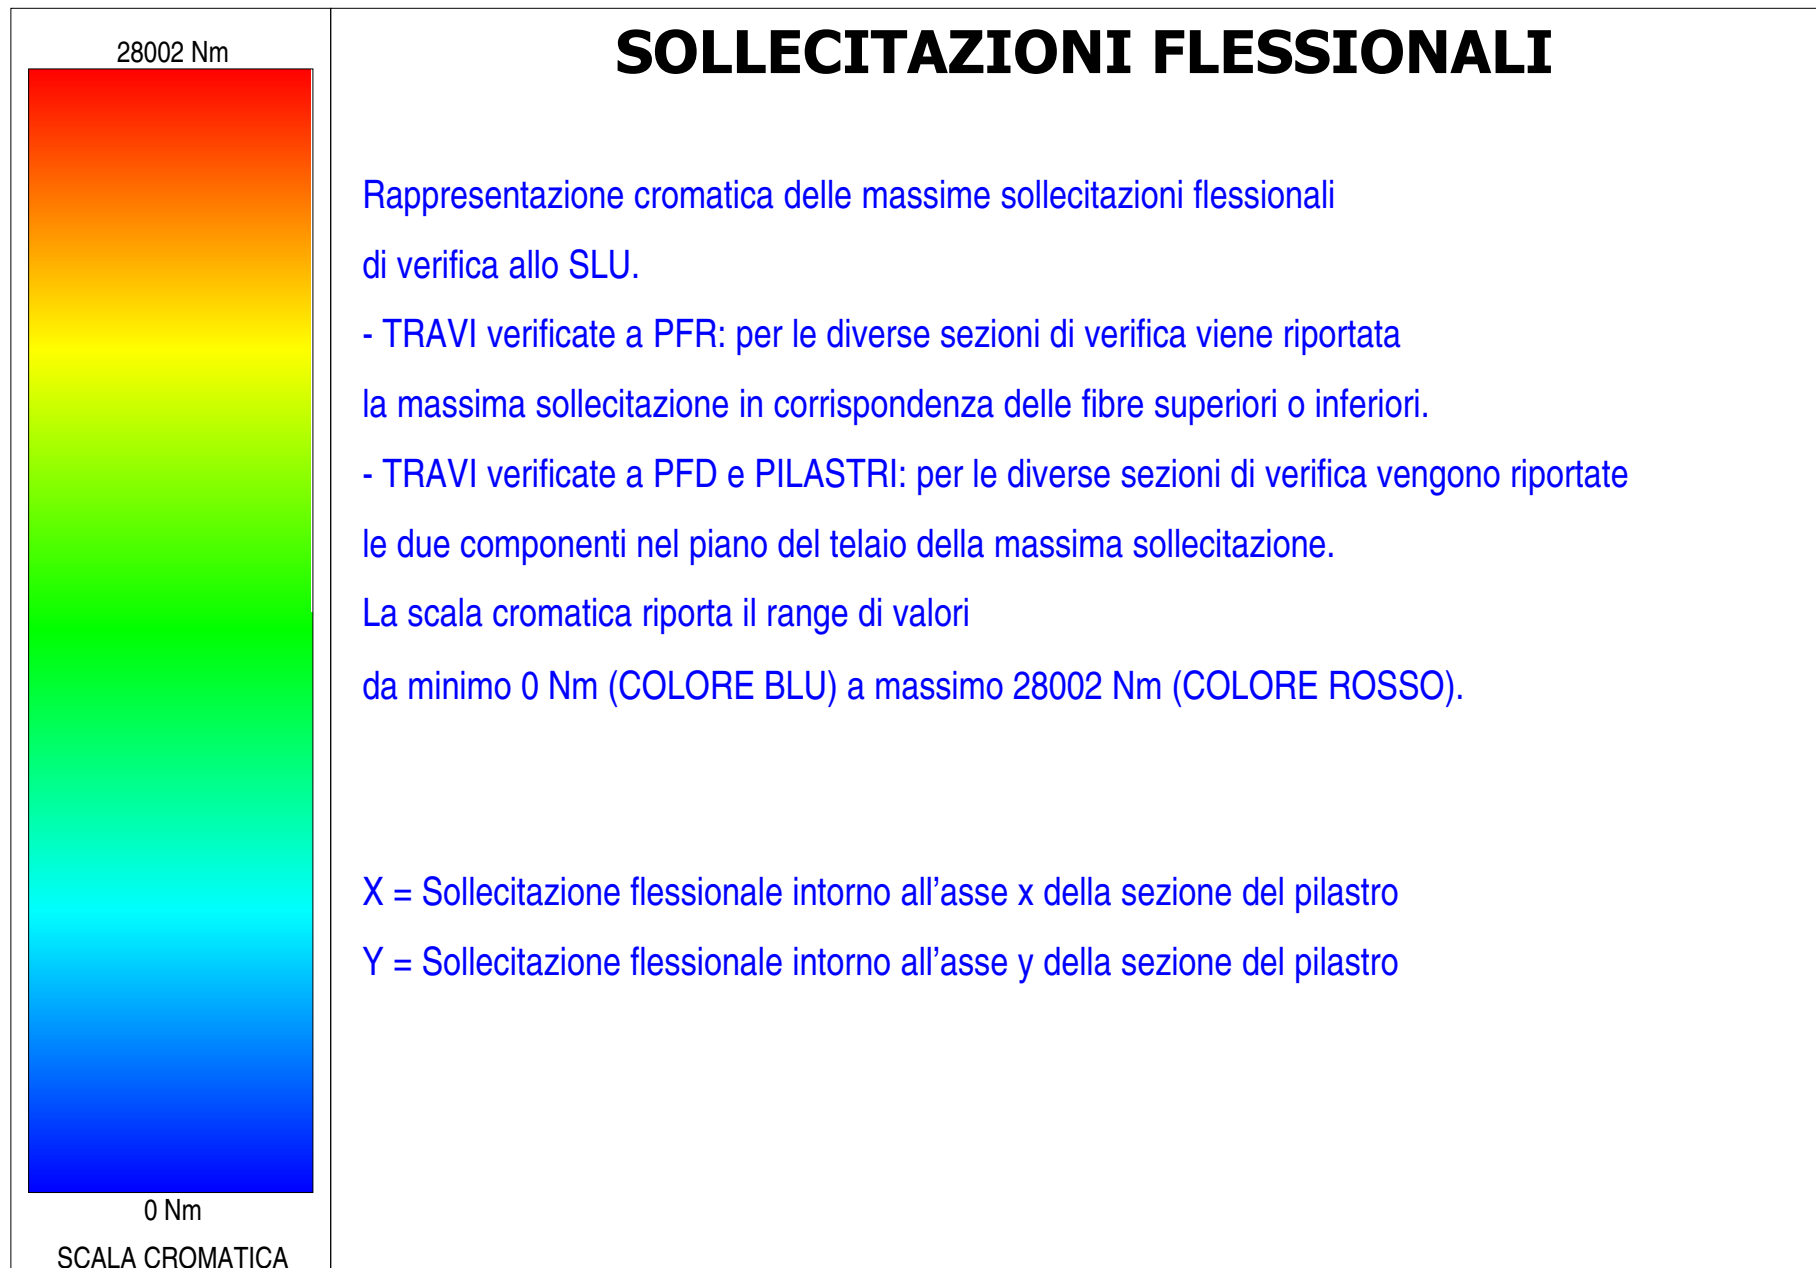 28002 Nm
SOLLECITAZIONI FLESSIONALI
Rappresentazione cromatica delle massime sollecitazioni flessionali
di verifica allo SLU.
- TRAVI verificate a PFR: per le diverse sezioni di verifica viene riportata
la massima sollecitazione in corrispondenza delle fibre superiori o inferiori.
- TRAVI verificate a PFD e PILASTRI: per le diverse sezioni di verifica vengono riportate
le due componenti nel piano del telaio della massima sollecitazione.
La scala cromatica riporta il range di valori
da minimo 0 Nm (COLORE BLU) a massimo 28002 Nm (COLORE ROSSO).
X = Sollecitazione flessionale intorno all'asse x della sezione del pilastro
Y = Sollecitazione flessionale intorno all'asse y della sezione del pilastro
0 Nm
SCALA CROMATICA